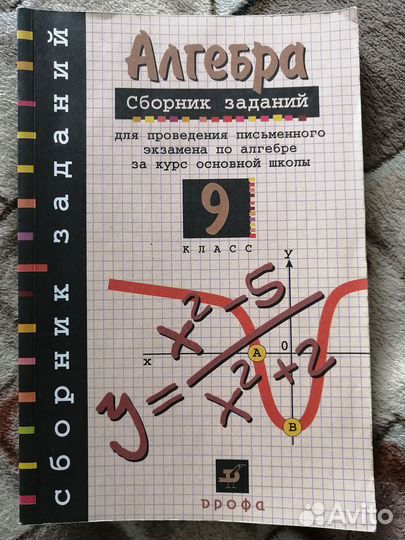 сборник заданий
Алгебра
Сборник заданий
для проведения письменного
экзамена по алгебре
за курс основной школы
9
КЛАСС
y
x² - 5
y =
x² + 2
x
A
0
B
дрофа
Avito